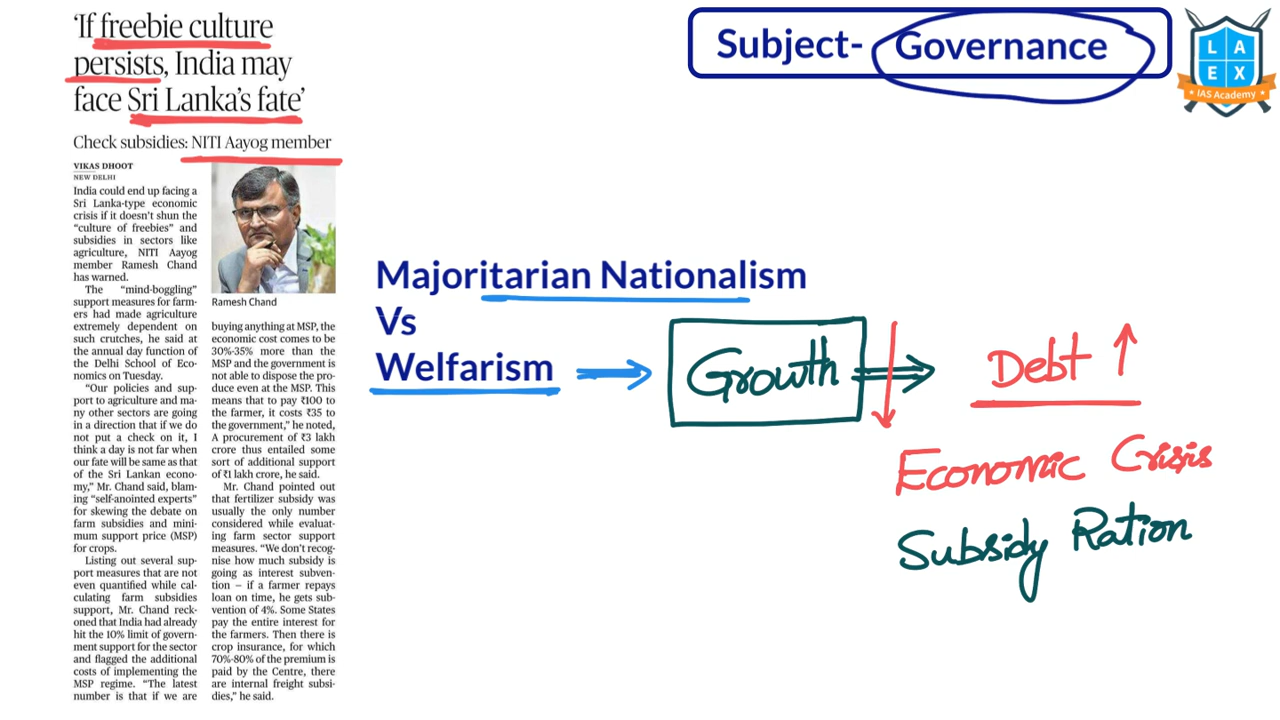 ‘If freebie culture
persists, India may
face Sri Lanka’s fate’
Check subsidies: NITI Aayog member
VIKAS DHOOT
NEW DELHI
India could end up facing a
Sri Lanka-type economic
crisis if it doesn’t shun the
“culture of freebies” and
subsidies in sectors like
agriculture, NITI Aayog
member Ramesh Chand
has warned.
The “mind-boggling”
support measures for farm-
ers had made agriculture
extremely dependent on
such crutches, he said at
the annual day function of
the Delhi School of Eco-
nomics on Tuesday.
“Our policies and sup-
port to agriculture and ma-
ny other sectors are going
in a direction that if we do
not put a check on it, I
think a day is not far when
our fate will be same as that
of the Sri Lankan econo-
my,” Mr. Chand said, blam-
ing “self-anointed experts”
for skewing the debate on
farm subsidies and mini-
mum support price (MSP)
for crops.
Listing out several sup-
port measures that are not
even quantified while cal-
culating farm subsidies
support, Mr. Chand reck-
oned that India had already
hit the 10% limit of govern-
ment support for the sector
and flagged the additional
costs of implementing the
MSP regime. “The latest
number is that if we are
Ramesh Chand
buying anything at MSP, the
economic cost comes to be
30%-35% more than the
MSP and the government is
not able to dispose the pro-
duce even at the MSP. This
means that to pay ₹100 to
the farmer, it costs ₹35 to
the government,” he noted,
A procurement of ₹3 lakh
crore thus entailed some
sort of additional support
of ₹1 lakh crore, he said.
Mr. Chand pointed out
that fertilizer subsidy was
usually the only number
considered while evaluat-
ing farm sector support
measures. “We don’t recog-
nise how much subsidy is
going as interest subven-
tion – if a farmer repays
loan on time, he gets sub-
vention of 4%. Some States
pay the entire interest for
the farmers. Then there is
crop insurance, for which
70%-80% of the premium is
paid by the Centre, there
are internal freight subsi-
dies,” he said.
Subject- Governance
L A
E X
IAS Academy
Majoritarian Nationalism
Vs
Welfarism
Growth
Debt
Economic Crisis
Subsidy Ration